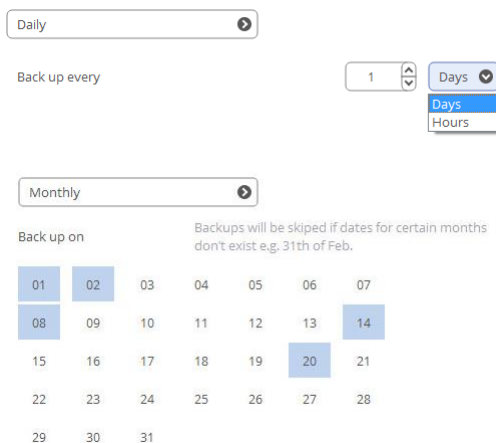 Daily
Back up every 1 Days
Days
Hours
Monthly
Back up on
Backups will be skiped if dates for certain months
don't exist e.g. 31th of Feb.
01 02 03 04 05 06 07
08 09 10 11 12 13 14
15 16 17 18 19 20 21
22 23 24 25 26 27 28
29 30 31